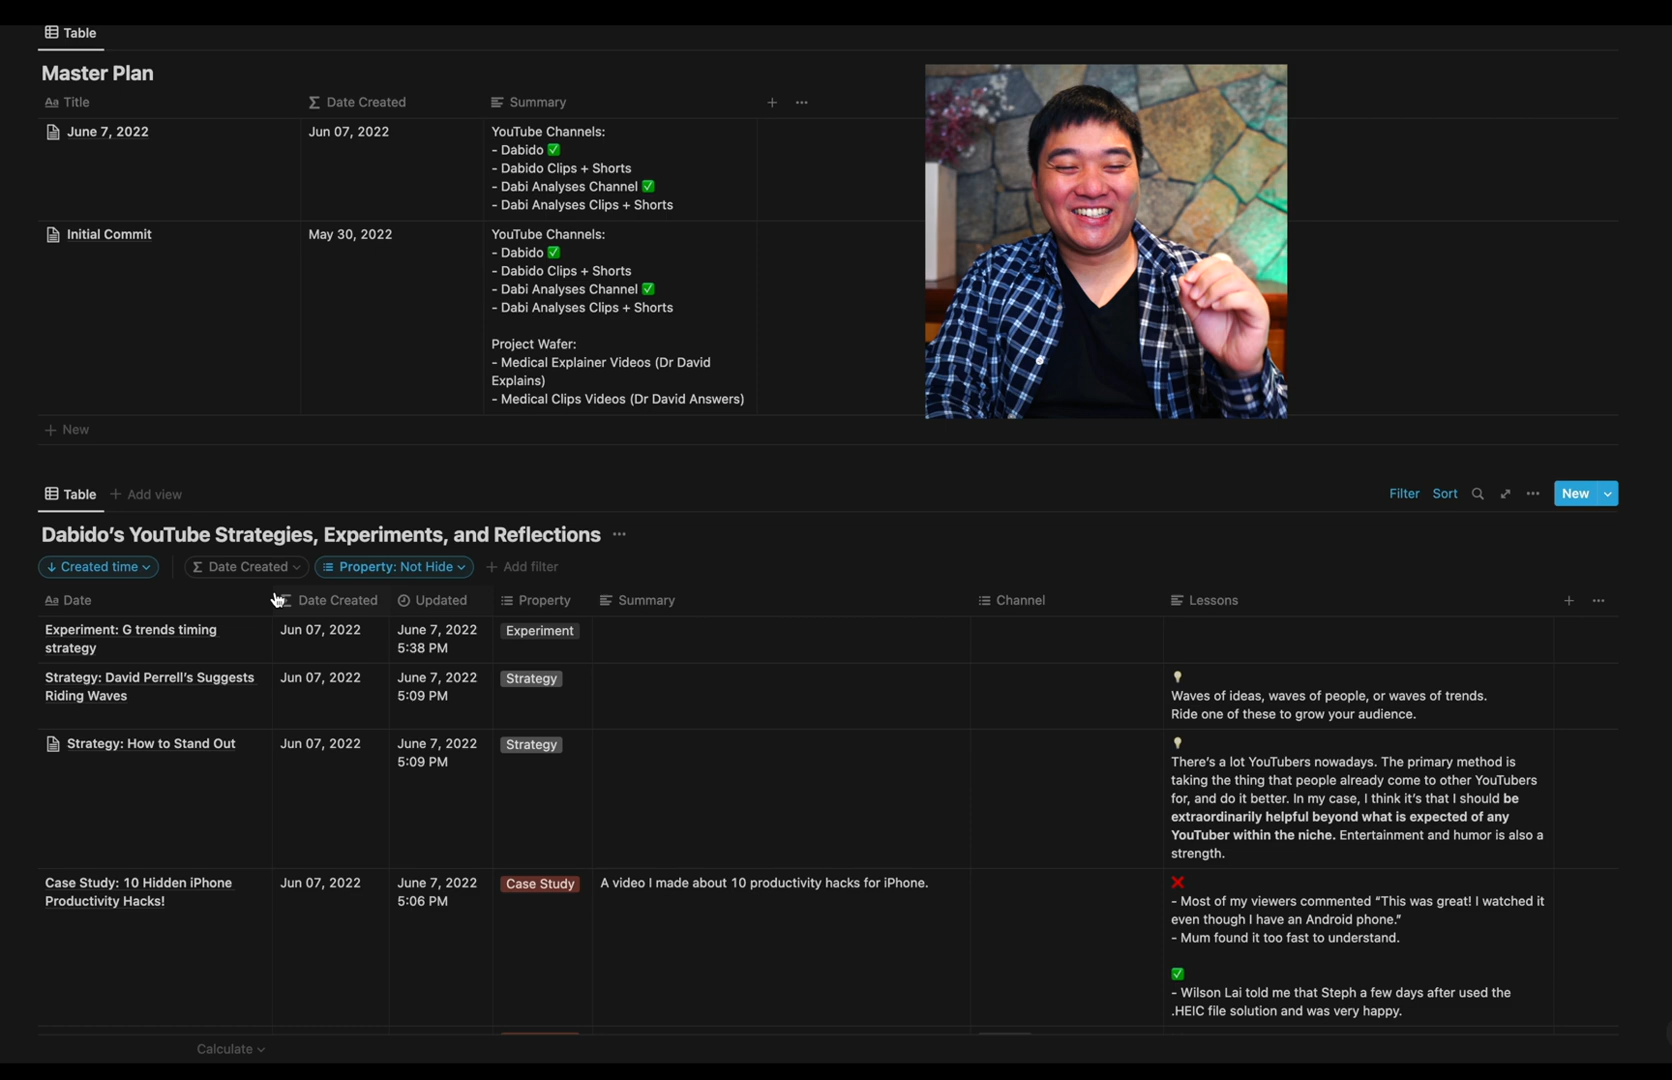 Table
Master Plan
Aa Title
Σ Date Created
Summary
June 7, 2022
Jun 07, 2022
YouTube Channels:
- Dabido ✅
- Dabido Clips + Shorts
- Dabi Analyses Channel ✅
- Dabi Analyses Clips + Shorts
Initial Commit
May 30, 2022
YouTube Channels:
- Dabido ✅
- Dabido Clips + Shorts
- Dabi Analyses Channel ✅
- Dabi Analyses Clips + Shorts
Project Wafer:
- Medical Explainer Videos (Dr David
Explains)
- Medical Clips Videos (Dr David Answers)
+ New
Table
+ Add view
Filter
Sort
New
Dabido's YouTube Strategies, Experiments, and Reflections
↓ Created time
Σ Date Created
Property: Not Hide
+ Add filter
Aa Date
Date Created
Updated
Property
Summary
Channel
Lessons
Experiment: G trends timing
strategy
Jun 07, 2022
June 7, 2022
5:38 PM
Experiment
Strategy: David Perrell's Suggests
Riding Waves
Jun 07, 2022
June 7, 2022
5:09 PM
Strategy
💡
Waves of ideas, waves of people, or waves of trends.
Ride one of these to grow your audience.
Strategy: How to Stand Out
Jun 07, 2022
June 7, 2022
5:09 PM
Strategy
💡
There's a lot YouTubers nowadays. The primary method is
taking the thing that people already come to other YouTubers
for, and do it better. In my case, I think it's that I should be
extraordinarily helpful beyond what is expected of any
YouTuber within the niche. Entertainment and humor is also a
strength.
Case Study: 10 Hidden iPhone
Productivity Hacks!
Jun 07, 2022
June 7, 2022
5:06 PM
Case Study
A video I made about 10 productivity hacks for iPhone.
❌
- Most of my viewers commented "This was great! I watched it
even though I have an Android phone."
- Mum found it too fast to understand.
✅
- Wilson Lai told me that Steph a few days after used the
.HEIC file solution and was very happy.
Calculate